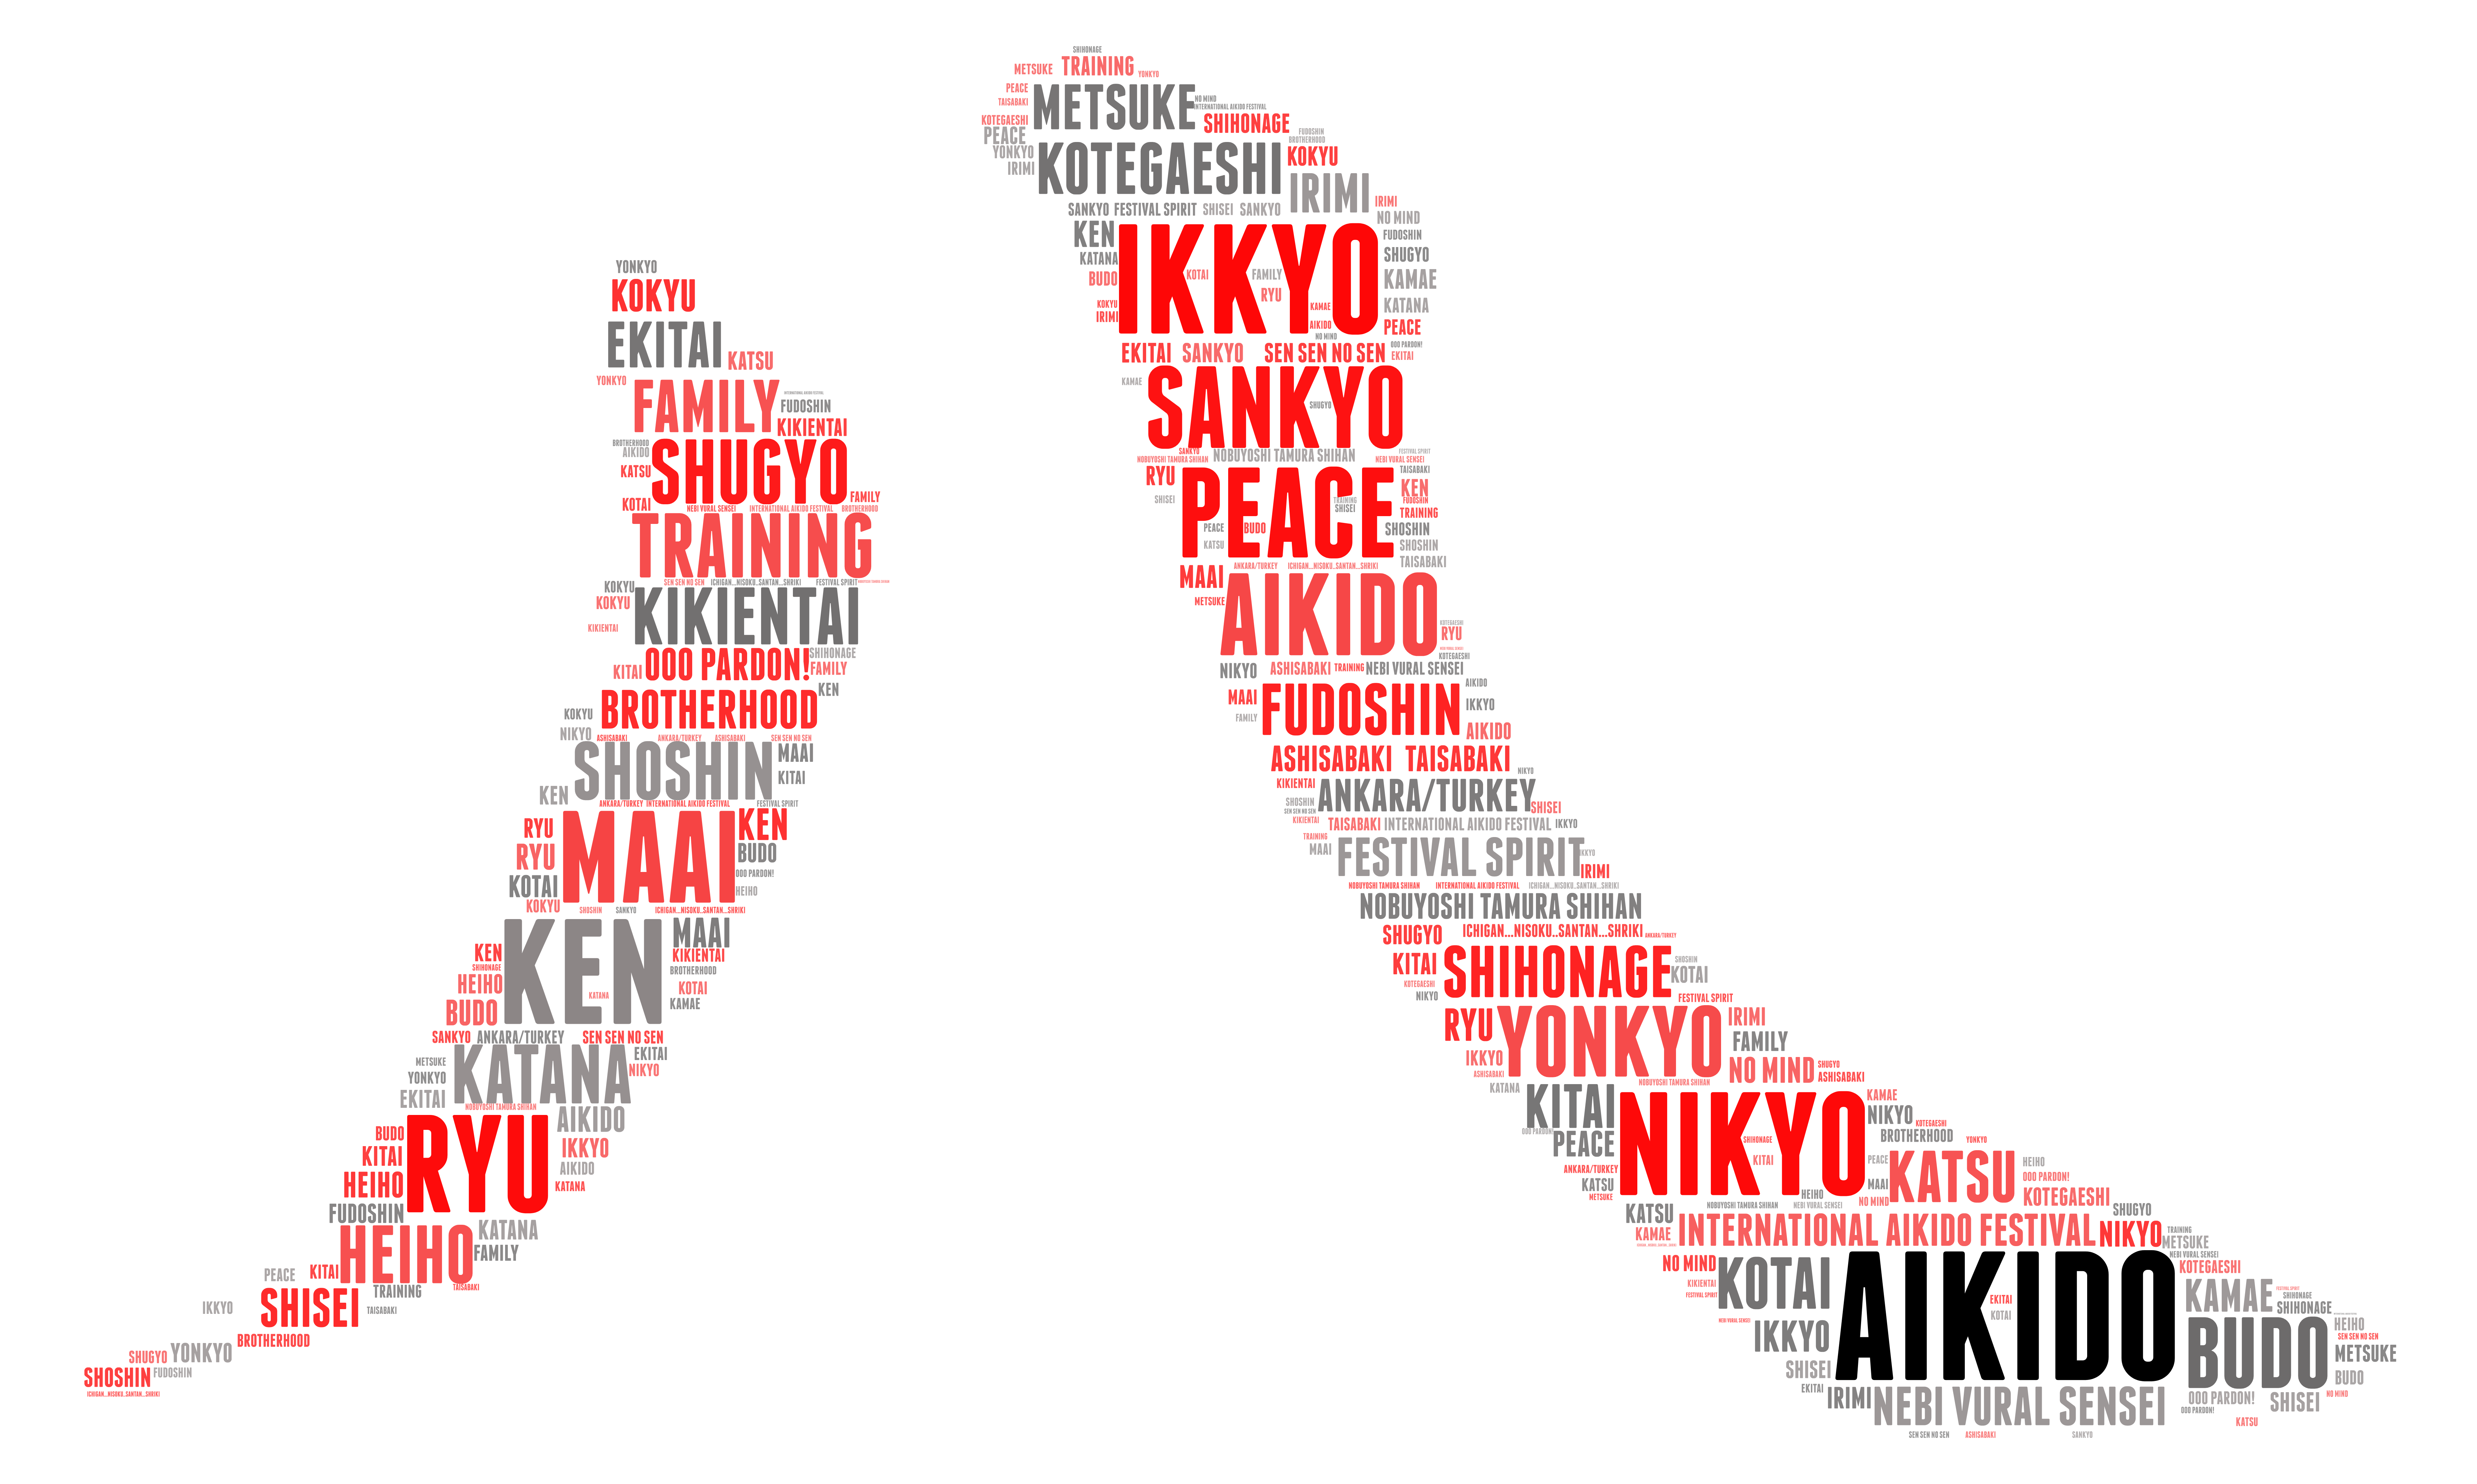 YONKYO
KOKYU
EKITAI KATSU
YONKYO FAMILY FUDOSHIN
KIKIENTAI
BROTHERHOOD
AIKIDO
KATSU SHUGYO FAMILY
KOTAI NEBI VURAL SENSEI INTERNATIONAL AIKIDO FESTIVAL BROTHERHOOD
TRAINING
SEN SEN NO SEN ICHIGAN...NISOKU..SANTAN...SHRIKI FESTIVAL SPIRIT
KOKYU
KOKYU KIKIENTAI
KIKIENTAI
KITAI OOO PARDON! SHIHONAGE
FAMILY
BROTHERHOOD KEN
KOKYU
NIKYO ASHISABAKI ANKARA/TURKEY ASHISABAKI SEN SEN NO SEN
SHOSHIN MAAI
KITAI
KEN ANKARA/TURKEY INTERNATIONAL AIKIDO FESTIVAL FESTIVAL SPIRIT
RYU MAAI KEN
RYU BUDO
KOTAI OOO PARDON!
HEIHO
KOKYU SHOSHIN SANKYO ICHIGAN...NISOKU..SANTAN...SHRIKI
KEN MAAI
KEN KIKIENTAI
SHIHONAGE BROTHERHOOD
HEIHO KATANA KOTAI
BUDO KAMAE
SANKYO ANKARA/TURKEY SEN SEN NO SEN
METSUKE KATANA EKITAI
YONKYO NIKYO
EKITAI NOBUYOSHI TAMURA SHIHAN
AIKIDO
BUDO RYU
KITAI IKKYO
AIKIDO
HEIHO KATANA
FUDOSHIN
HEIHO KATANA
FAMILY
PEACE KITAI TAISABAKI
TRAINING
IKKYO SHISEI TAISABAKI
BROTHERHOOD
SHUGYO YONKYO
SHOSHIN FUDOSHIN
ICHIGAN...NISOKU..SANTAN...SHRIKI
SHIHONAGE
METSUKE TRAINING YONKYO
PEACE
TAISABAKI METSUKE NO MIND
INTERNATIONAL AIKIDO FESTIVAL
KOTEGAESHI SHIHONAGE
PEACE FUDOSHIN
BROTHERHOOD
YONKYO KOTEGAESHI KOKYU
IRIMI IRIMI
IRIMI
SANKYO FESTIVAL SPIRIT SHISEI SANKYO
NO MIND
KEN IKKYO FUDOSHIN
KATANA SHUGYO
BUDO KOTAI FAMILY KAMAE
RYU
KOKYU KAMAE KATANA
IRIMI AIKIDO PEACE
NO MIND
OOO PARDON!
EKITAI SANKYO SEN SEN NO SEN EKITAI
KAMAE SANKYO
SHUGYO
SANKYO
NOBUYOSHI TAMURA SHIHAN NOBUYOSHI TAMURA SHIHAN FESTIVAL SPIRIT
NEBI VURAL SENSEI
RYU PEACE TAISABAKI
KEN
SHISEI TRAINING FUDOSHIN
SHISEI TRAINING
PEACE BUDO SHOSHIN
KATSU SHOSHIN
TAISABAKI
MAAI ANKARA/TURKEY ICHIGAN...NISOKU..SANTAN...SHRIKI
METSUKE AIKIDO
KOTEGAESHI
RYU
KOTEGAESHI
NIKYO ASHISABAKI TRAINING NEBI VURAL SENSEI
AIKIDO
MAAI FUDOSHIN IKKYO
FAMILY AIKIDO
ASHISABAKI TAISABAKI
NIKYO
KIKIENTAI ANKARA/TURKEY
SHOSHIN SHISEI
SEN SEN NO SEN
KIKIENTAI TAISABAKI INTERNATIONAL AIKIDO FESTIVAL IKKYO
TRAINING
MAAI FESTIVAL SPIRIT IKKYO
IRIMI
NOBUYOSHI TAMURA SHIHAN INTERNATIONAL AIKIDO FESTIVAL ICHIGAN...NISOKU..SANTAN...SHRIKI
NOBUYOSHI TAMURA SHIHAN
SHUGYO ICHIGAN...NISOKU..SANTAN...SHRIKI ANKARA/TURKEY
KITAI SHIHONAGE SHOSHIN
KOTAI
KOTEGAESHI
NIKYO FESTIVAL SPIRIT
RYU YONKYO IRIMI
FAMILY
IKKYO NO MIND SHUGYO
ASHISABAKI ASHISABAKI
KATANA NOBUYOSHI TAMURA SHIHAN
KITAI NIKYO KAMAE
NIKYO
KOTEGAESHI
OOO PARDON! BROTHERHOOD YONKYO
PEACE SHIHONAGE
KITAI PEACE KATSU HEIHO
ANKARA/TURKEY OOO PARDON!
KATSU MAAI
METSUKE HEIHO NO MIND KOTEGAESHI
NOBUYOSHI TAMURA SHIHAN NEBI VURAL SENSEI
KATSU SHUGYO
KAMAE INTERNATIONAL AIKIDO FESTIVAL NIKYO TRAINING
METSUKE
NEBI VURAL SENSEI
NO MIND KOTAI AIKIDO KOTEGAESHI
KIKIENTAI KAMAE FESTIVAL SPIRIT
FESTIVAL SPIRIT EKITAI SHIHONAGE
SHIHONAGE
KOTAI
NEBI VURAL SENSEI BUDO HEIHO
IKKYO SEN SEN NO SEN
METSUKE
SHISEI BUDO
EKITAI
IRIMI NEBI VURAL SENSEI OOO PARDON! SHISEI NO MIND
OOO PARDON!
KATSU
SEN SEN NO SEN ASHISABAKI SANKYO